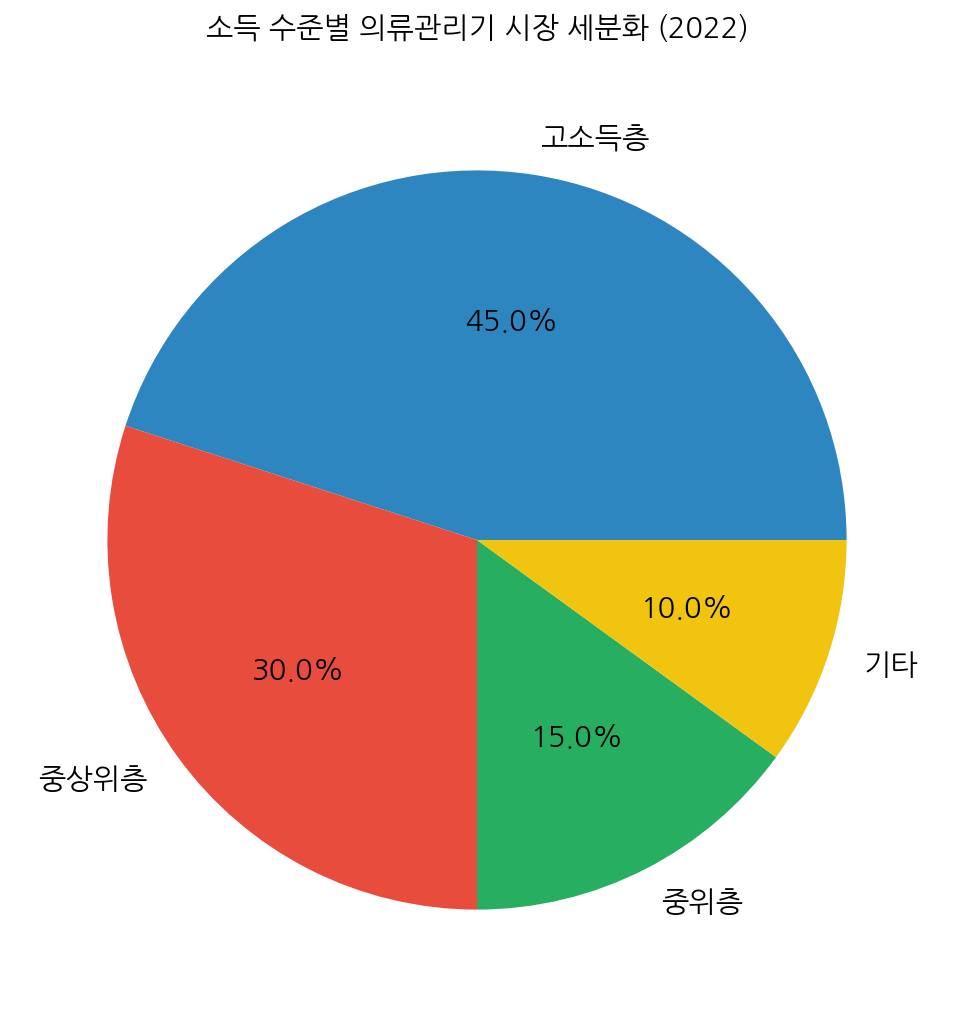 소득 수준별 의류관리기 시장 세분화 (2022)
고소득층
45.0%
30.0%
10.0%
15.0%
기타
중상위층
중위층